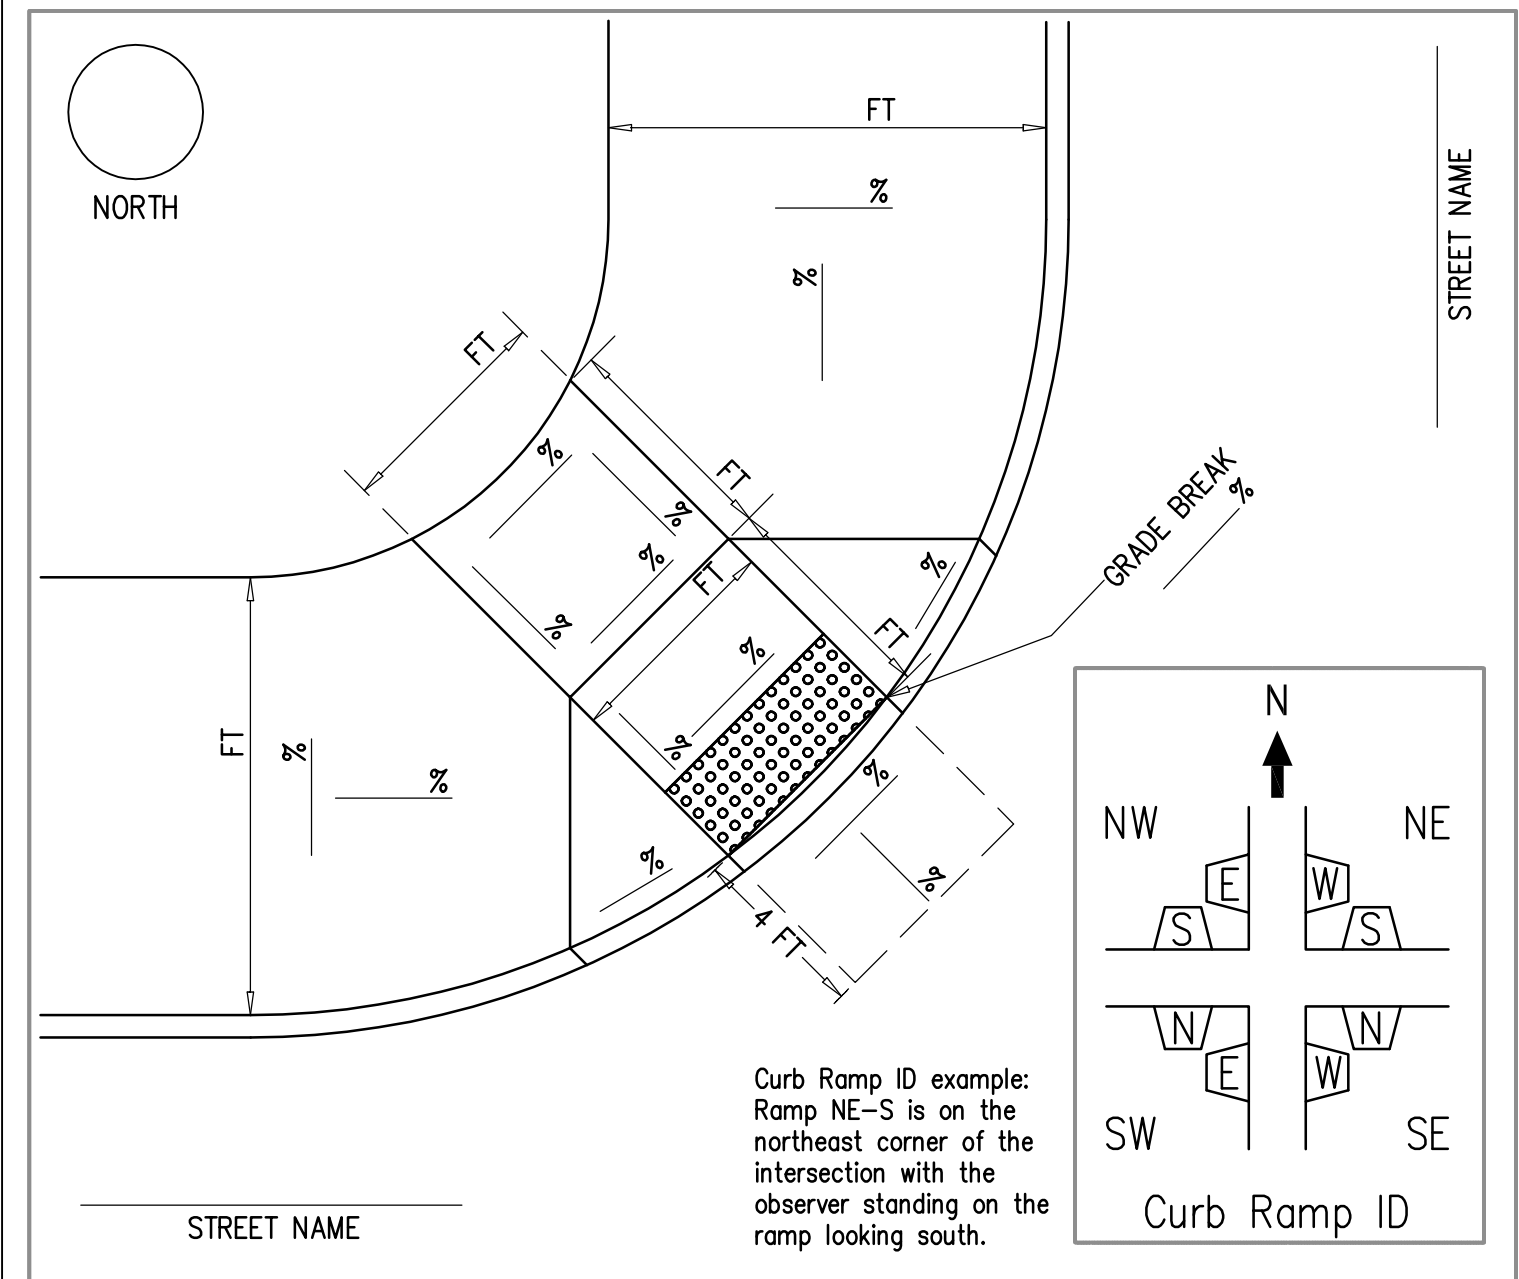 FT
NORTH
%
STREET NAME
%
FT
FT
%
%
%
GRADE BREAK
%
%
FT
%
FT
%
%
FT
%
%
%
%
%
4 FT
N
NW
NE
E
W
S
S
N
N
E
W
SW
SE
Curb Ramp ID
Curb Ramp ID example:
Ramp NE-S is on the
northeast corner of the
intersection with the
observer standing on the
ramp looking south.
STREET NAME